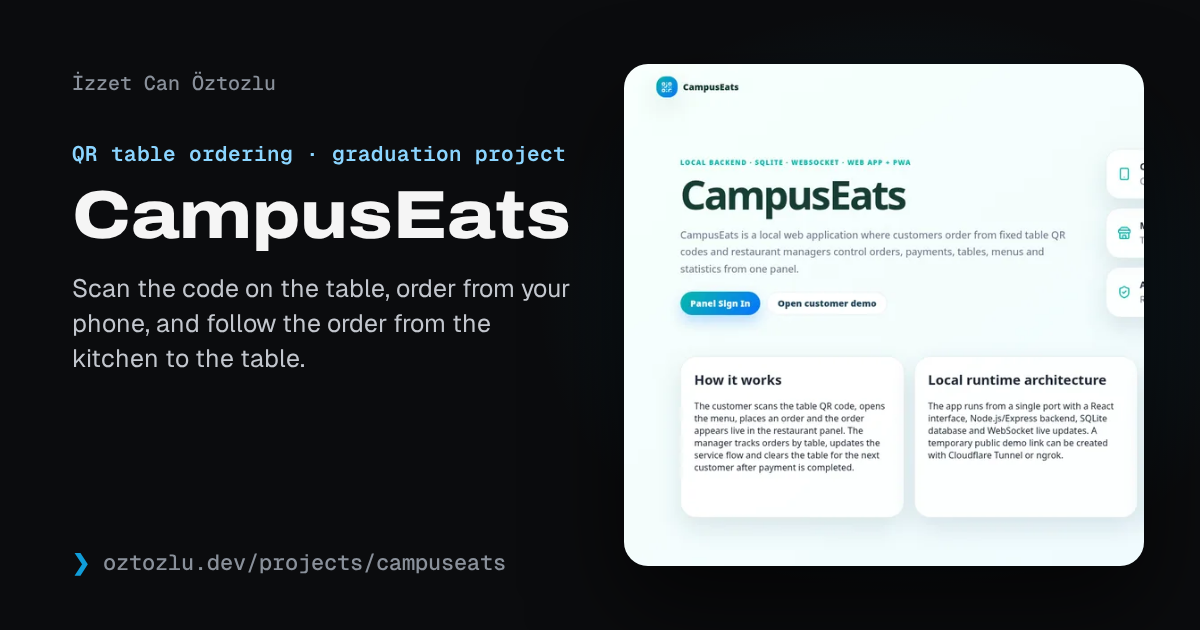 İzzet Can Öztozlu
QR table ordering · graduation project
CampusEats
Scan the code on the table, order from your
phone, and follow the order from the
kitchen to the table.
❯ oztozlu.dev/projects/campuseats
CampusEats
LOCAL BACKEND · SQLITE · WEBSOCKET · WEB APP + PWA
CampusEats
CampusEats is a local web application where customers order from fixed table QR
codes and restaurant managers control orders, payments, tables, menus and
statistics from one panel.
Panel Sign In
Open customer demo
How it works
The customer scans the table QR code, opens
the menu, places an order and the order
appears live in the restaurant panel. The
manager tracks orders by table, updates the
service flow and clears the table for the next
customer after payment is completed.
Local runtime architecture
The app runs from a single port with a React
interface, Node.js/Express backend, SQLite
database and WebSocket live updates. A
temporary public demo link can be created
with Cloudflare Tunnel or ngrok.